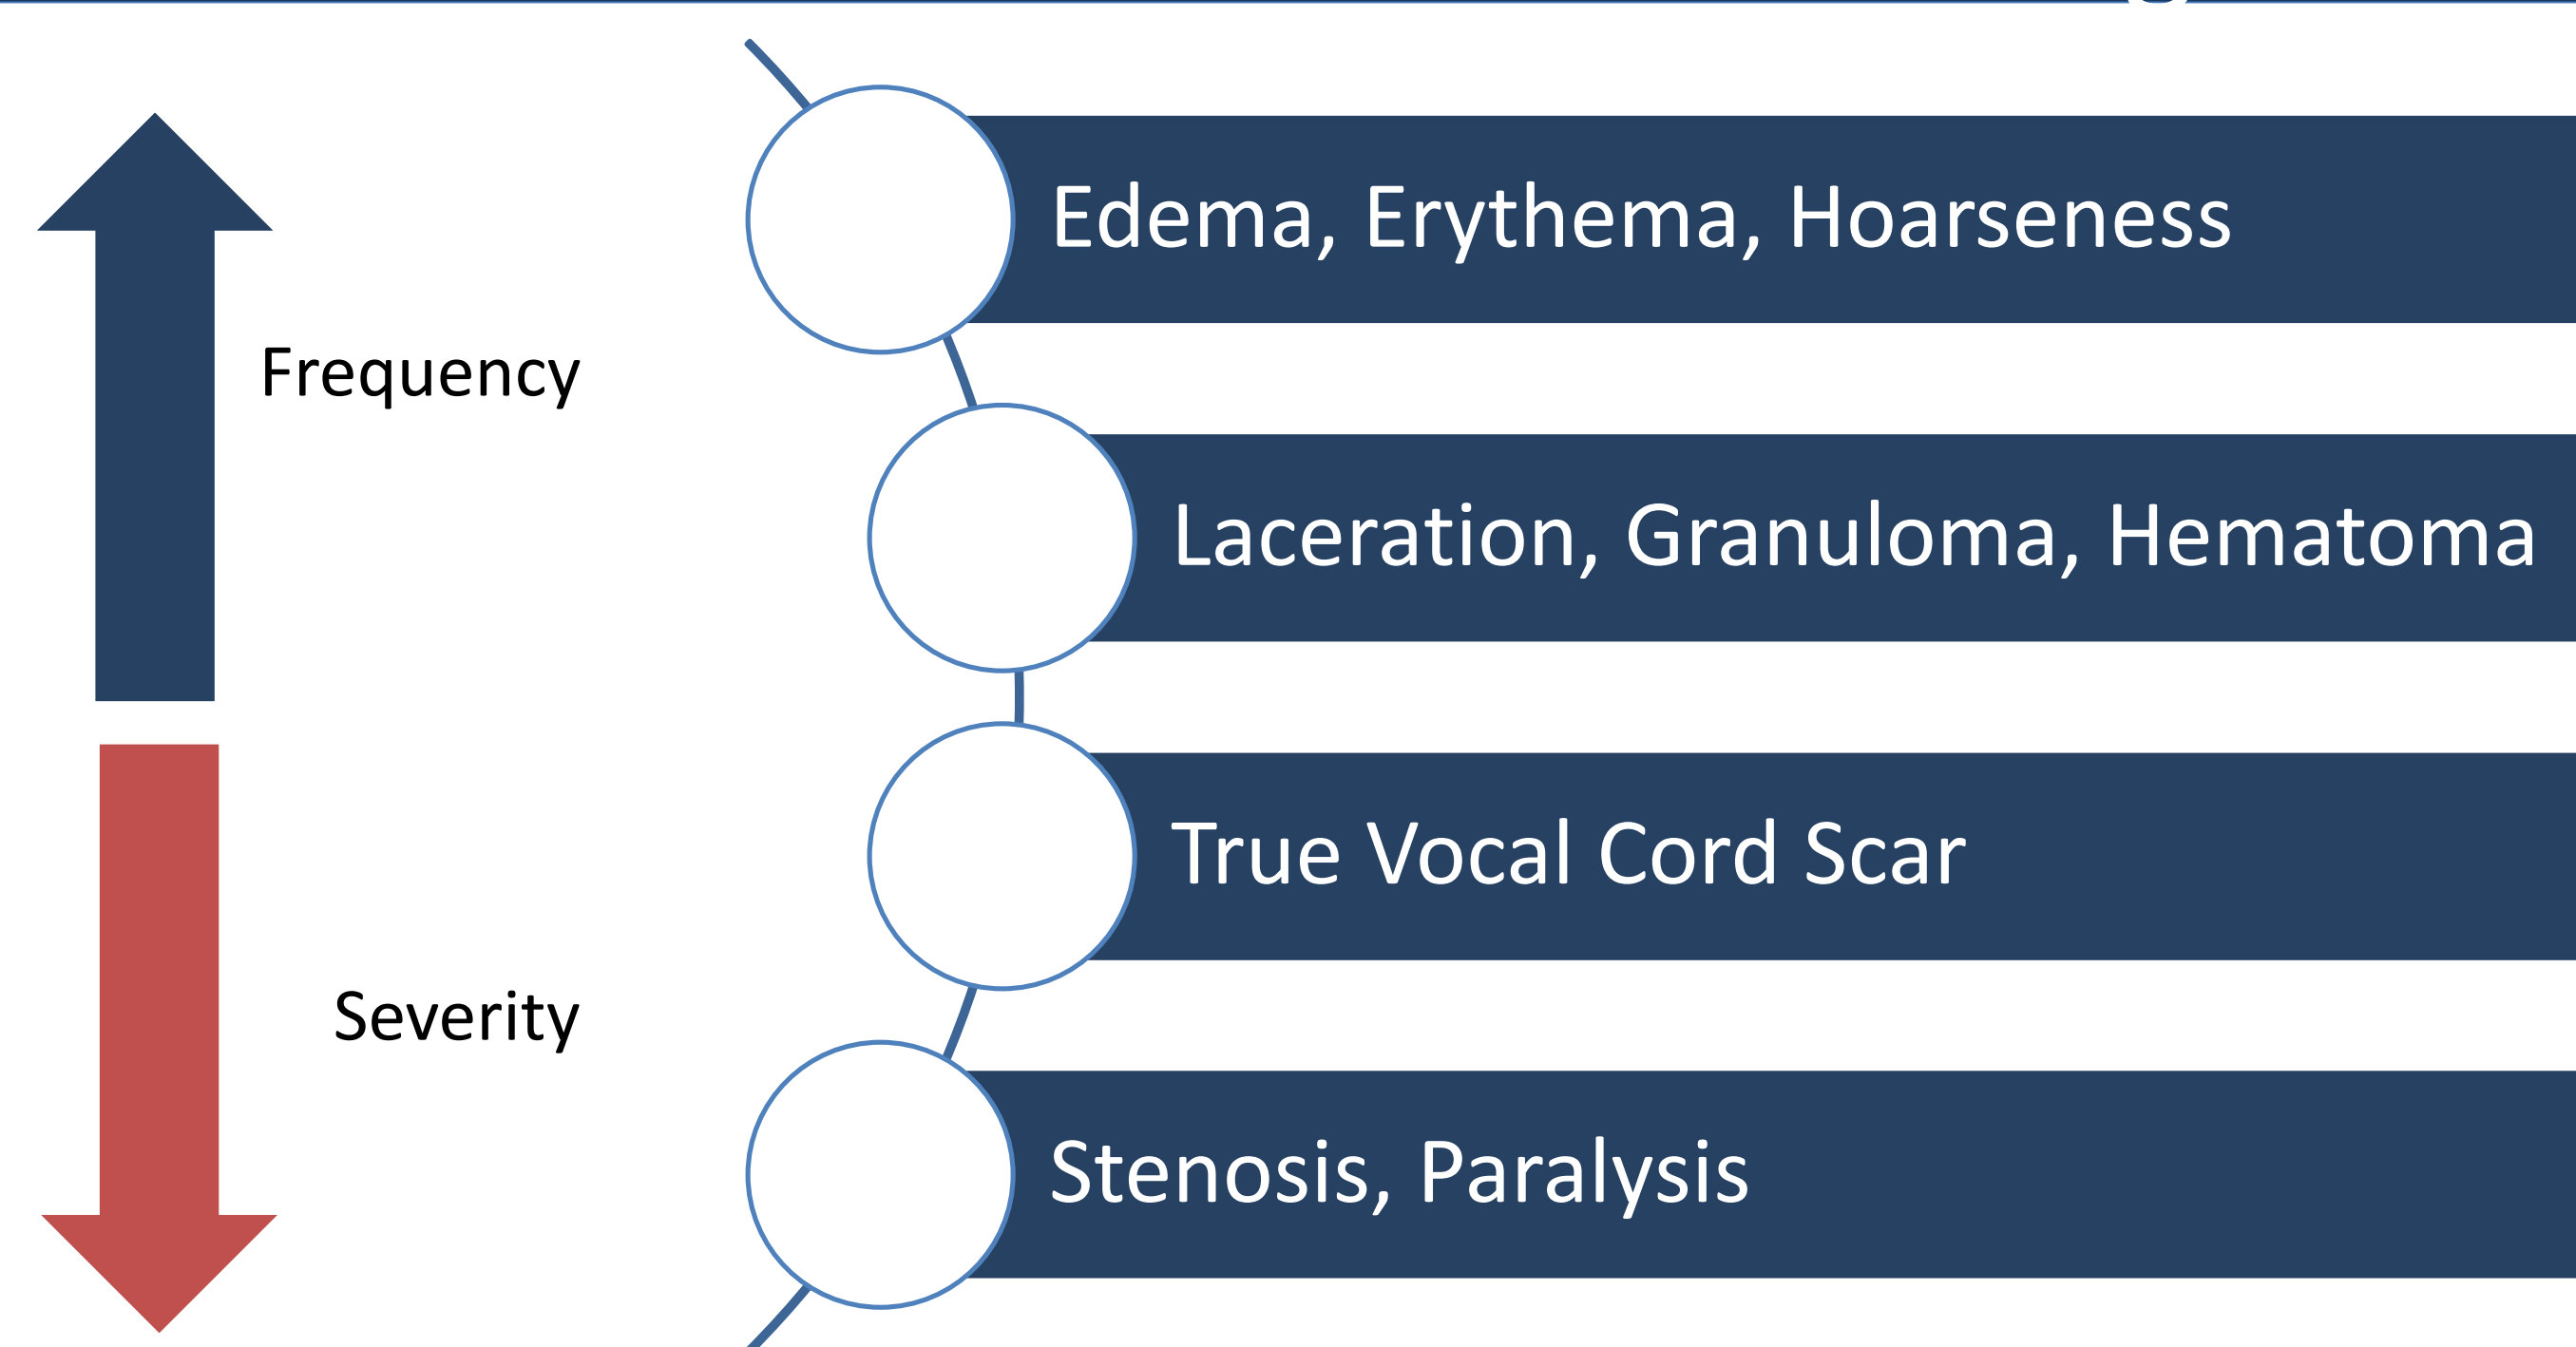 Edema, Erythema, Hoarseness
Frequency
Laceration, Granuloma, Hematoma
True Vocal Cord Scar
Severity
Stenosis, Paralysis